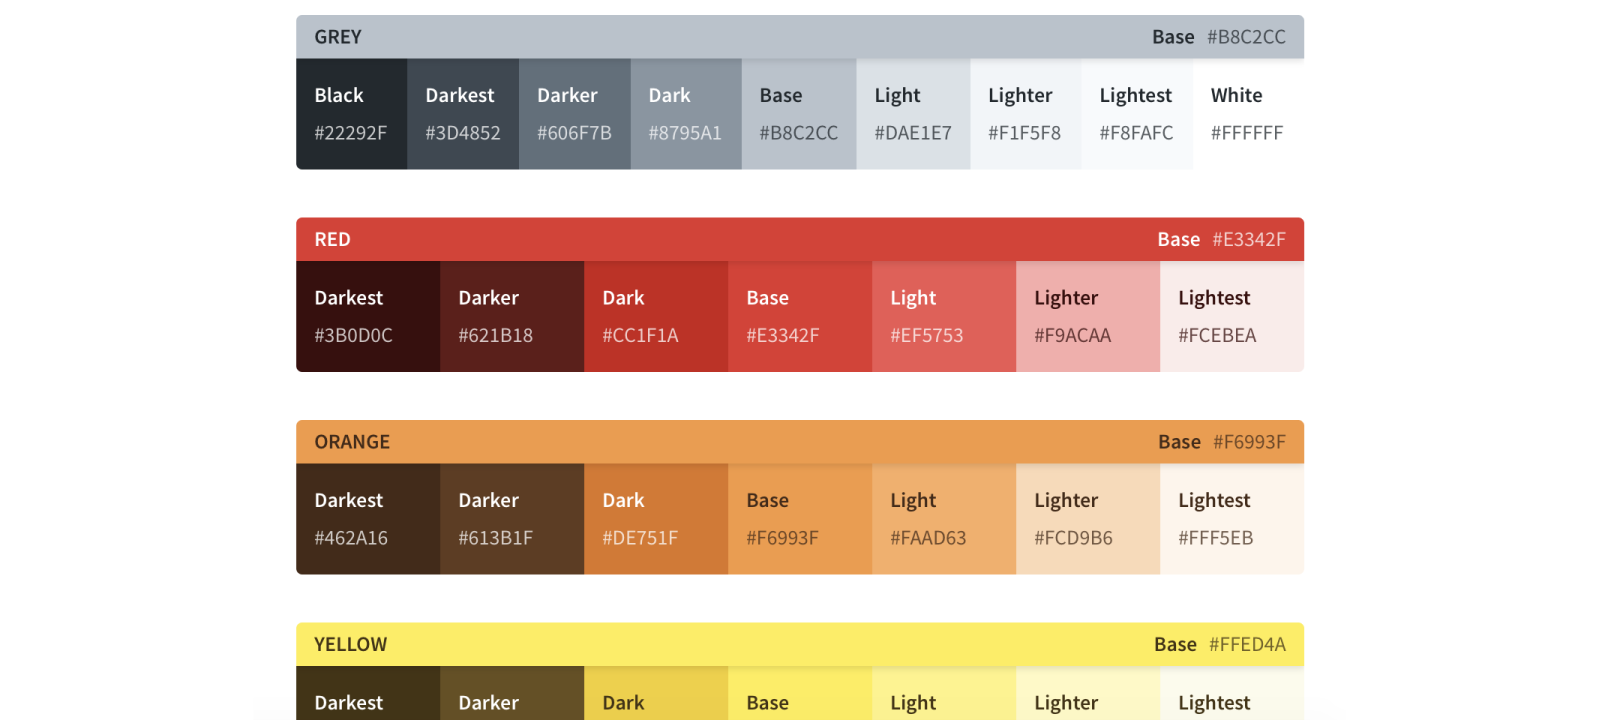 GREY Base #B8C2CC
Black Darkest Darker Dark Base Light Lighter Lightest White
#22292F #3D4852 #606F7B #8795A1 #B8C2CC #DAE1E7 #F1F5F8 #F8FAFC #FFFFFF
RED Base #E3342F
Darkest Darker Dark Base Light Lighter Lightest
#3B0D0C #621B18 #CC1F1A #E3342F #EF5753 #F9ACAA #FCEBEA
ORANGE Base #F6993F
Darkest Darker Dark Base Light Lighter Lightest
#462A16 #613B1F #DE751F #F6993F #FAAD63 #FCD9B6 #FFF5EB
YELLOW Base #FFED4A
Darkest Darker Dark Base Light Lighter Lightest